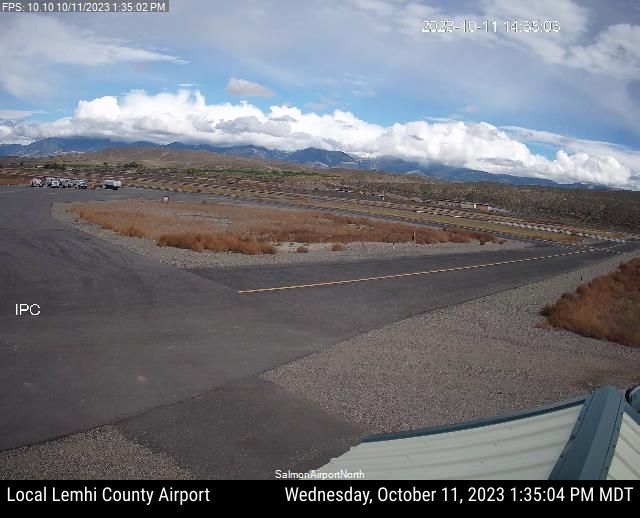 FPS: 10.10 10/11/2023 1:35:02 PM
2023-10-11 14:35:03
IPC
SalmonAirportNorth
Local Lemhi County Airport
Wednesday, October 11, 2023 1:35:04 PM MDT